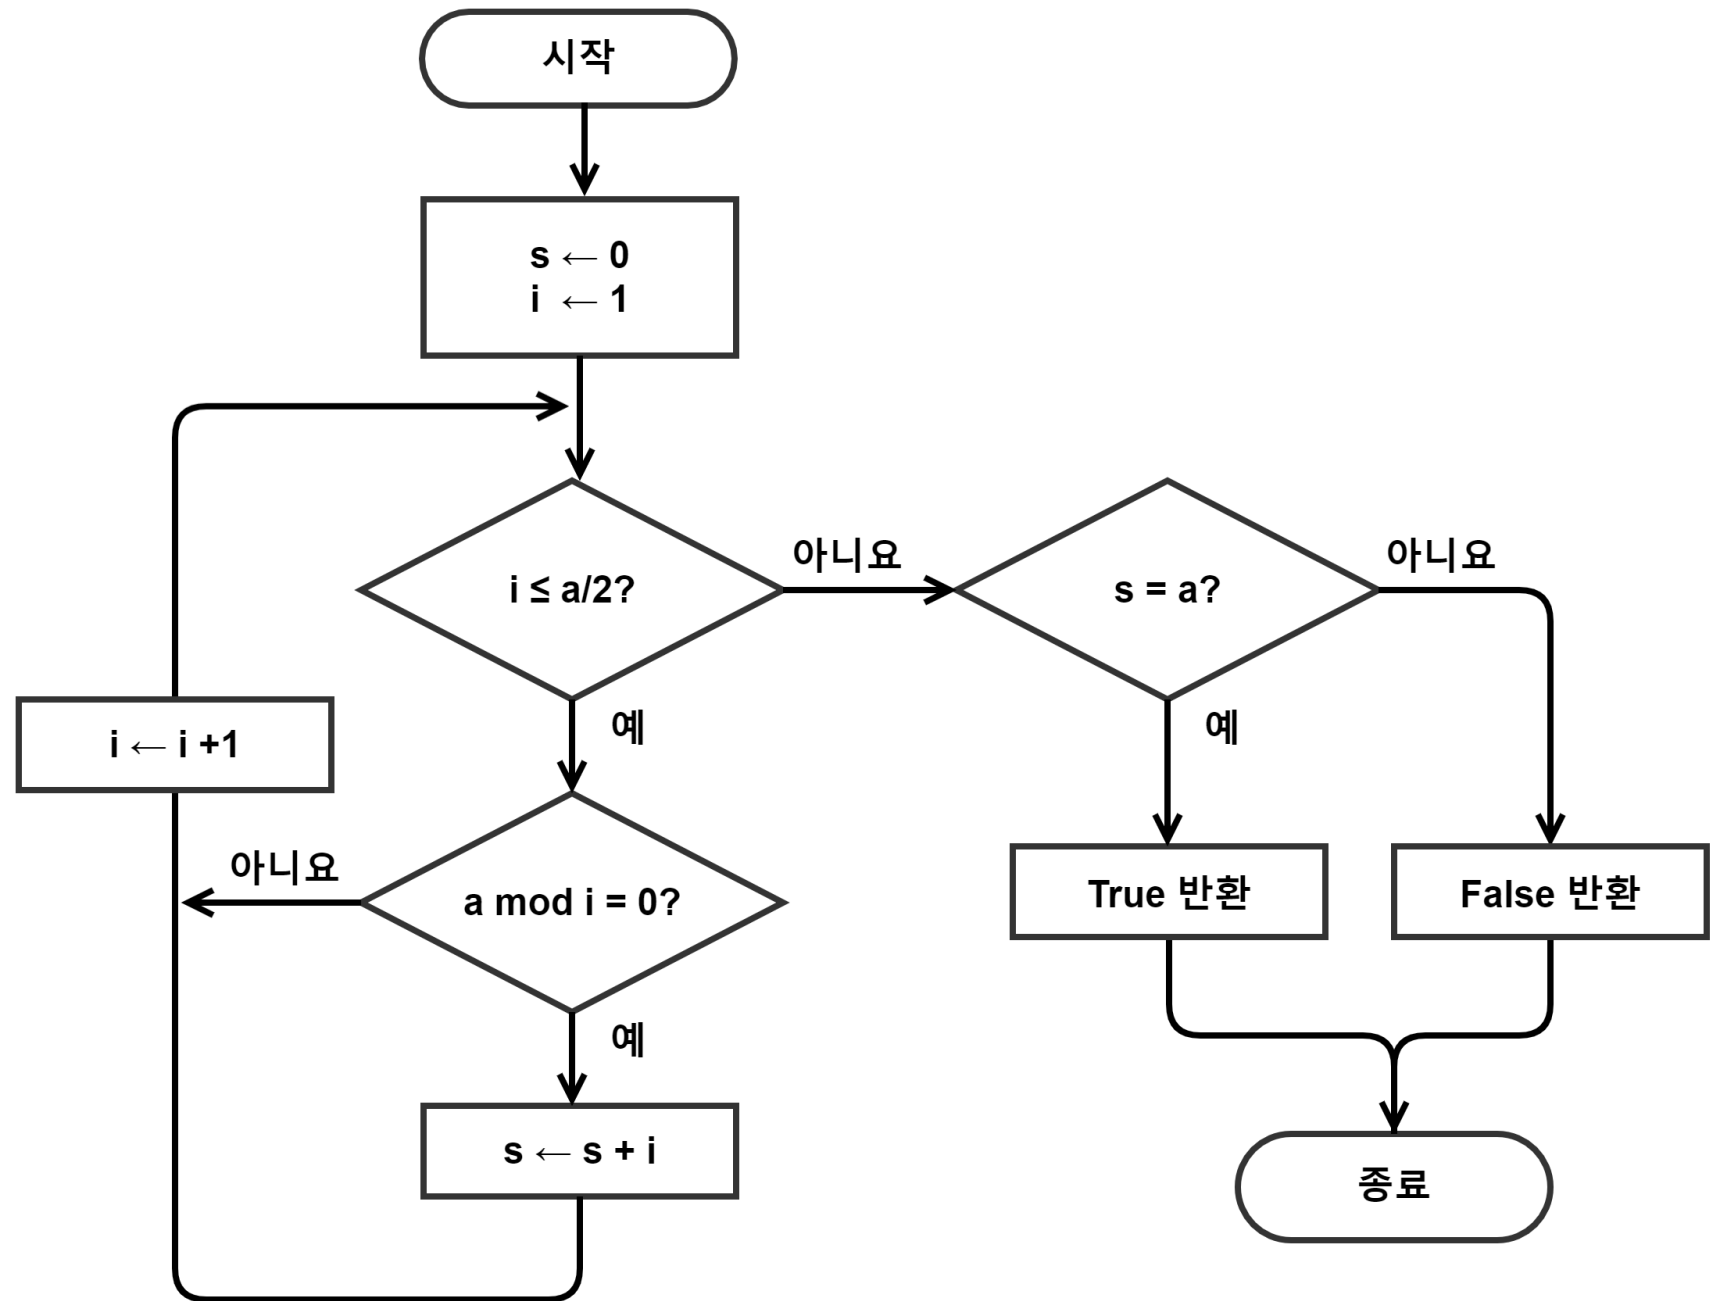 시작
s ← 0
i ← 1
i ≤ a/2?
아니요
s = a?
아니요
예
예
i ← i +1
아니요
a mod i = 0?
True 반환
False 반환
예
s ← s + i
종료